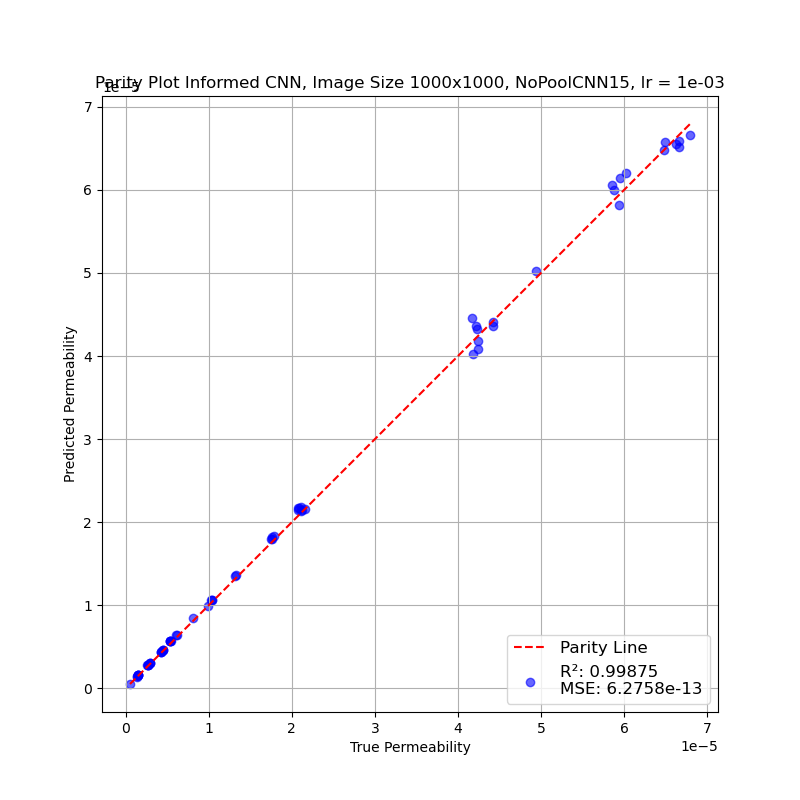 Parity Plot Informed CNN, Image Size 1000x1000, NoPoolCNN15, lr = 1e-03
1e−5
7
6
5
4
3
2
1
0
Predicted Permeability
Parity Line
R²: 0.99875
MSE: 6.2758e-13
0 1 2 3 4 5 6 7
1e−5
True Permeability